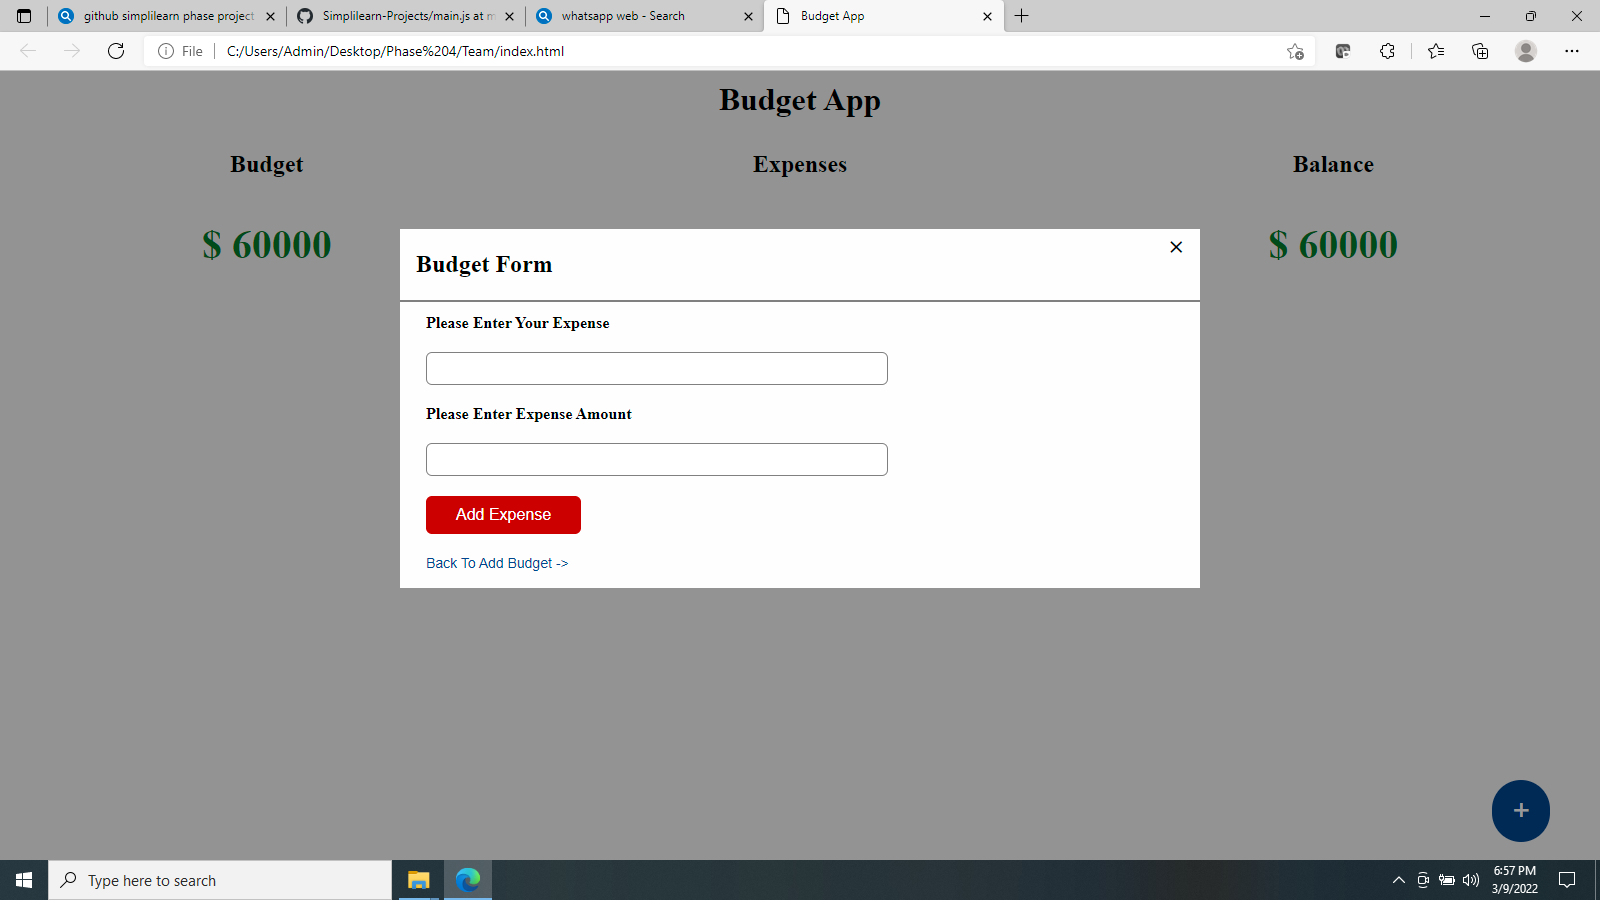 github simplilearn phase project
Simplilearn-Projects/main.js at m
whatsapp web - Search
Budget App
File
C:/Users/Admin/Desktop/Phase%204/Team/index.html
Budget App
Budget
Expenses
Balance
$ 60000
$ 60000
Budget Form
Please Enter Your Expense
Please Enter Expense Amount
Add Expense
Back To Add Budget ->
+
Type here to search
6:57 PM
3/9/2022